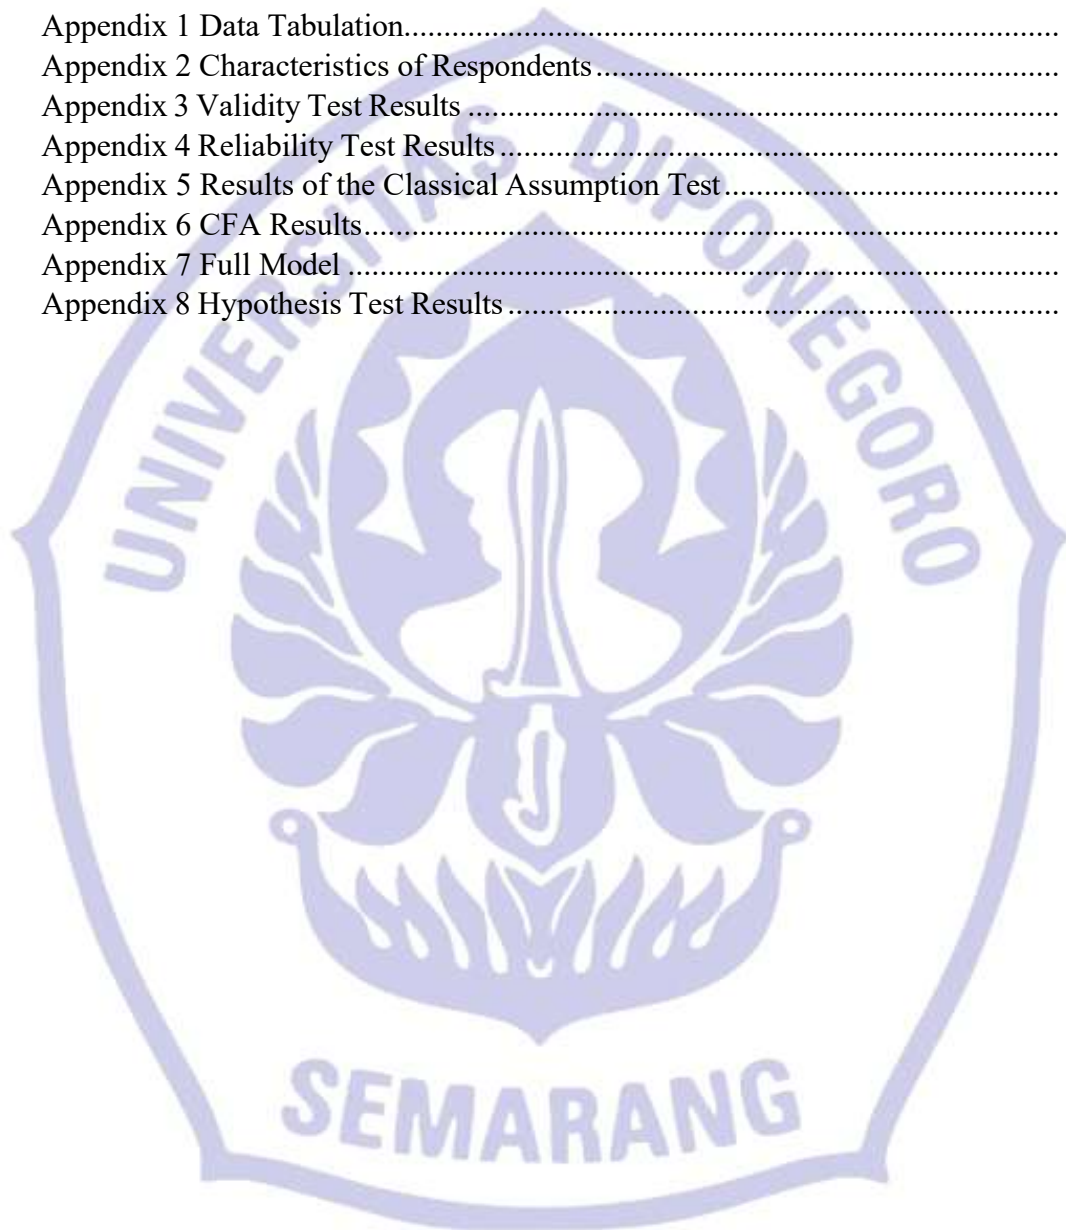 Appendix 1 Data Tabulation................................................................................
Appendix 2 Characteristics of Respondents........................................................
Appendix 3 Validity Test Results........................................................................
Appendix 4 Reliability Test Results....................................................................
Appendix 5 Results of the Classical Assumption Test.........................................
Appendix 6 CFA Results.....................................................................................
Appendix 7 Full Model.......................................................................................
Appendix 8 Hypothesis Test Results...................................................................
UNIVERSITAS DIPONEGORO
SEMARANG